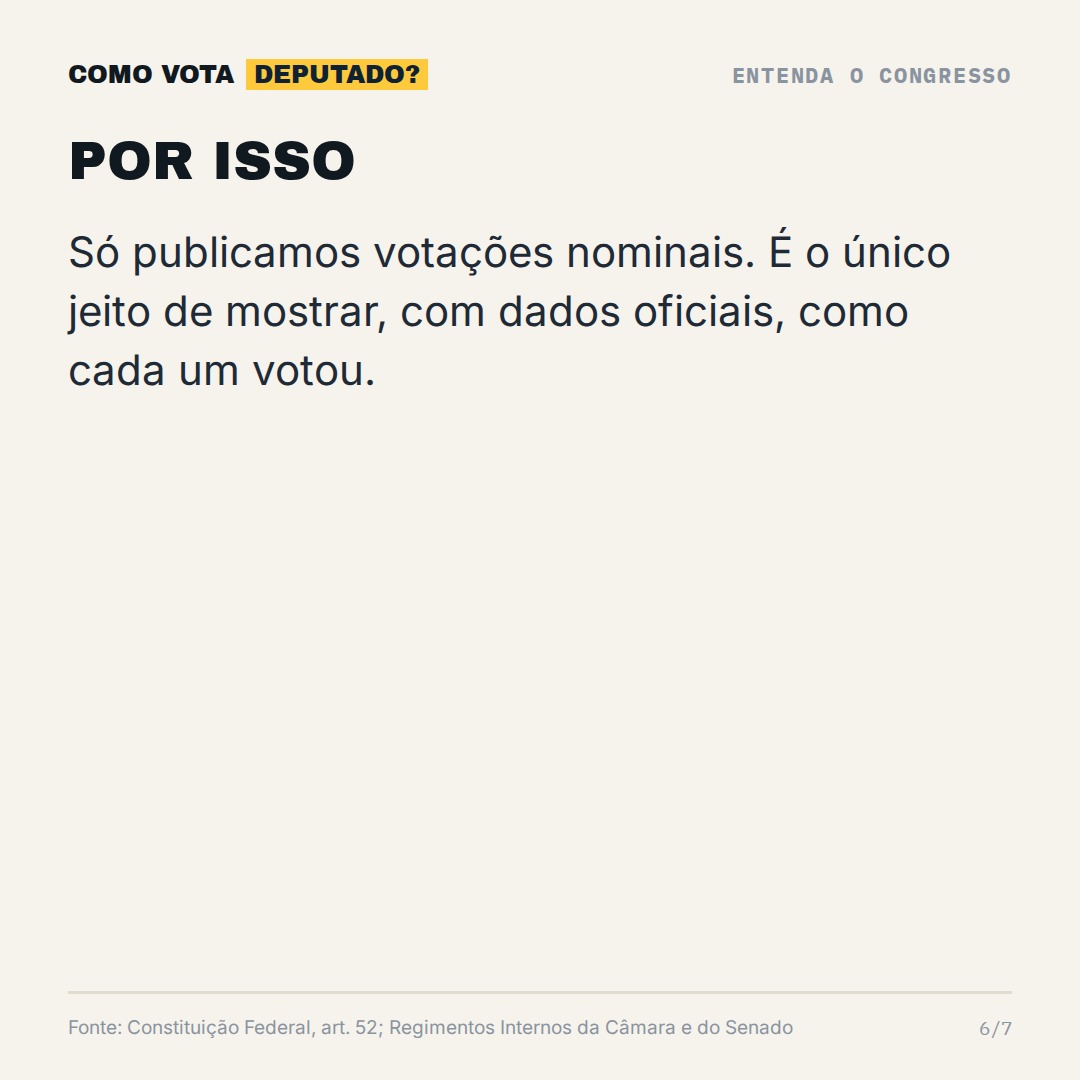 COMO VOTA DEPUTADO?
ENTENDA O CONGRESSO
POR ISSO
Só publicamos votações nominais. É o único
jeito de mostrar, com dados oficiais, como
cada um votou.
Fonte: Constituição Federal, art. 52; Regimentos Internos da Câmara e do Senado
6/7